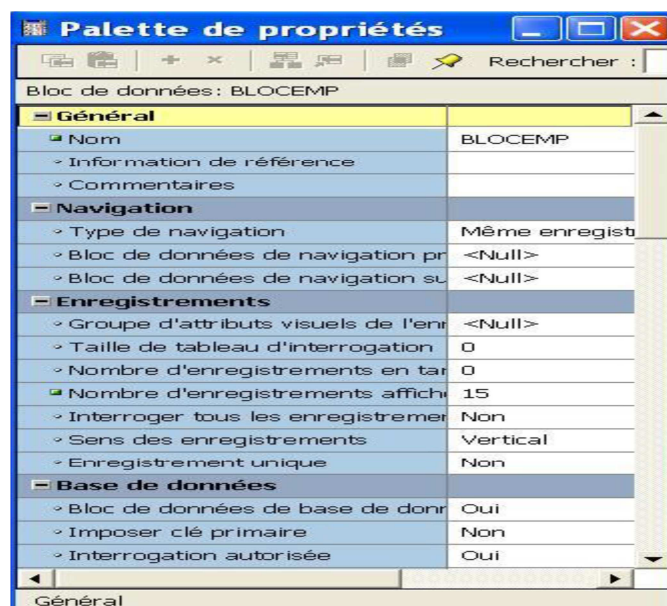 Palette de propriétés
Rechercher :
Bloc de données: BLOCEMP
Général
Nom BLOCEMP
Information de référence
Commentaires
Navigation
Type de navigation Même enregist
Bloc de données de navigation pr <Null>
Bloc de données de navigation su <Null>
Enregistrements
Groupe d'attributs visuels de l'enr <Null>
Taille de tableau d'interrogation 0
Nombre d'enregistrements en tar 0
Nombre d'enregistrements affich 15
Interroger tous les enregistremer Non
Sens des enregistrements Vertical
Enregistrement unique Non
Base de données
Bloc de données de base de donr Oui
Imposer clé primaire Non
Interrogation autorisée Oui
Général